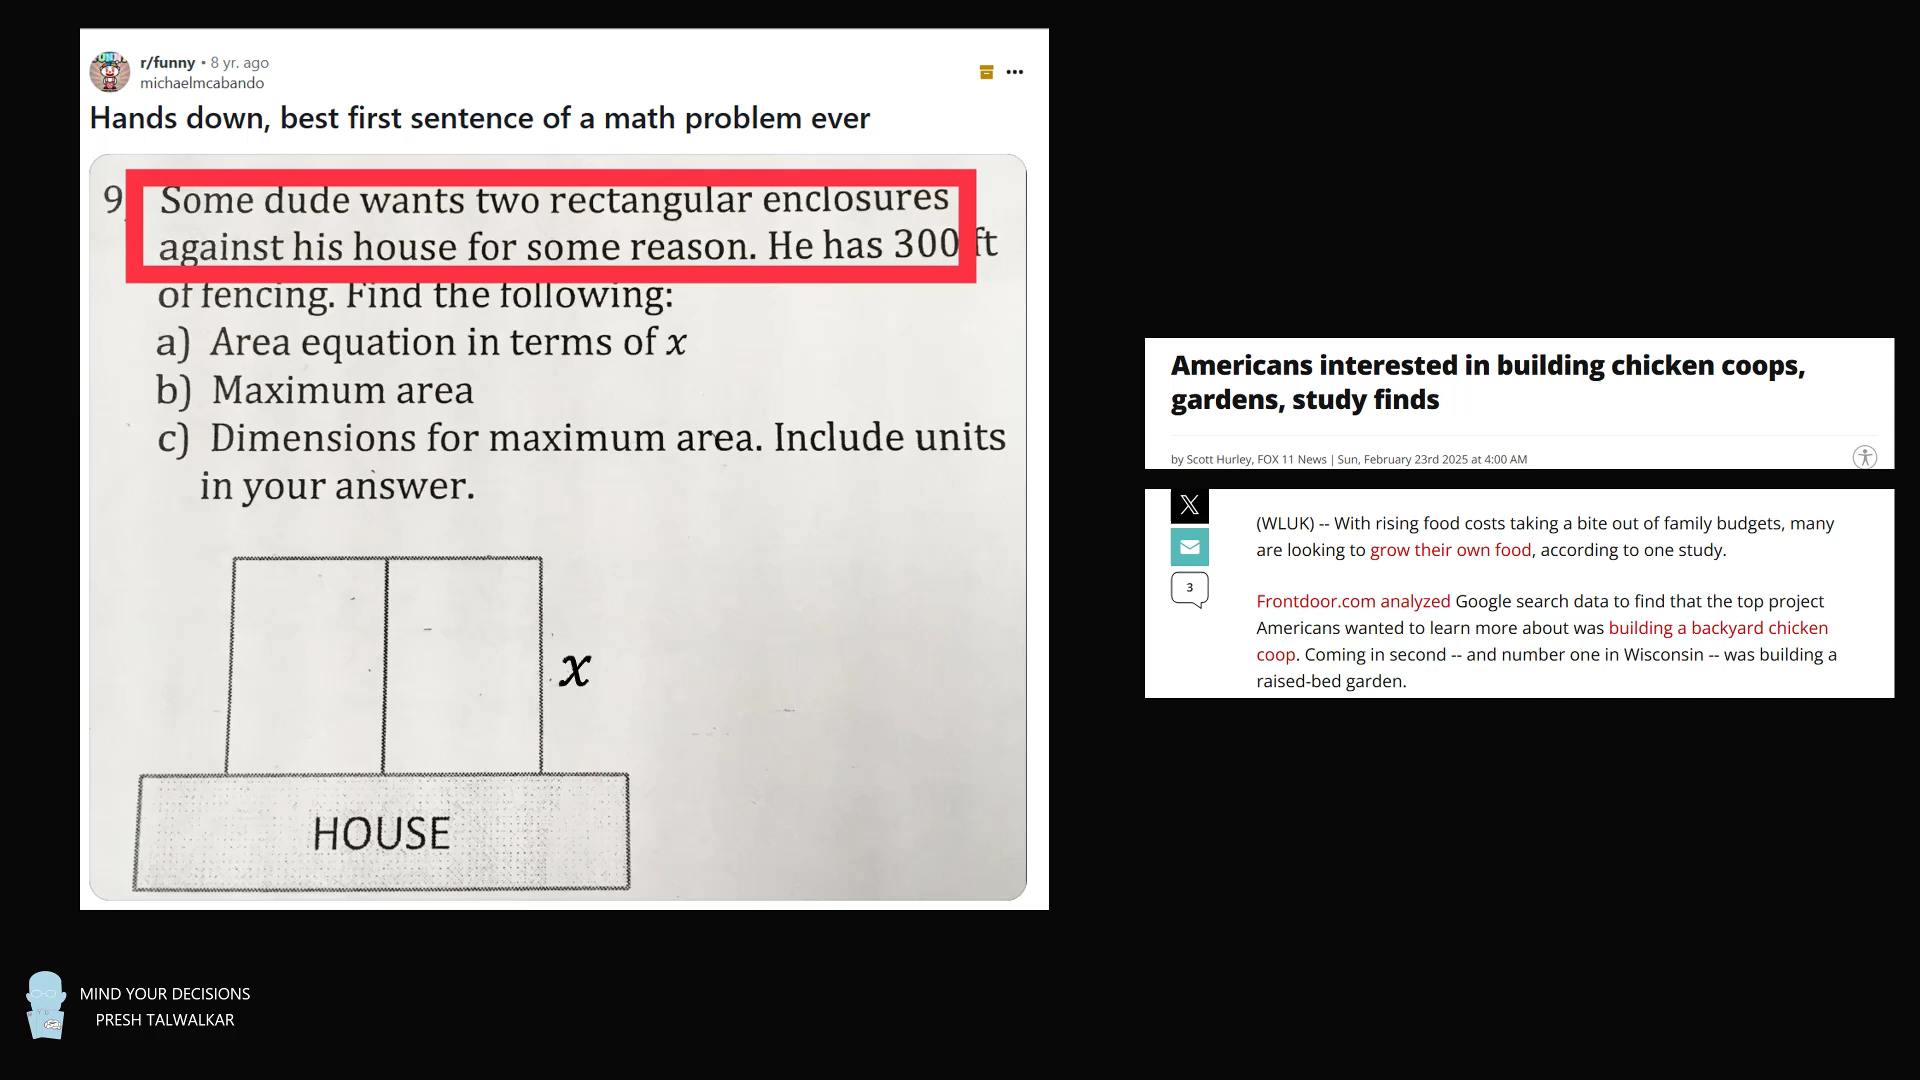 r/funny • 8 yr. ago
michaelmcabando
Hands down, best first sentence of a math problem ever
9. Some dude wants two rectangular enclosures
against his house for some reason. He has 300 ft
of fencing. Find the following:
a) Area equation in terms of x
b) Maximum area
c) Dimensions for maximum area. Include units
in your answer.
x
HOUSE
Americans interested in building chicken coops,
gardens, study finds
by Scott Hurley, FOX 11 News | Sun, February 23rd 2025 at 4:00 AM
(WLUK) -- With rising food costs taking a bite out of family budgets, many
are looking to grow their own food, according to one study.
3
Frontdoor.com analyzed Google search data to find that the top project
Americans wanted to learn more about was building a backyard chicken
coop. Coming in second -- and number one in Wisconsin -- was building a
raised-bed garden.
MIND YOUR DECISIONS
PRESH TALWALKAR